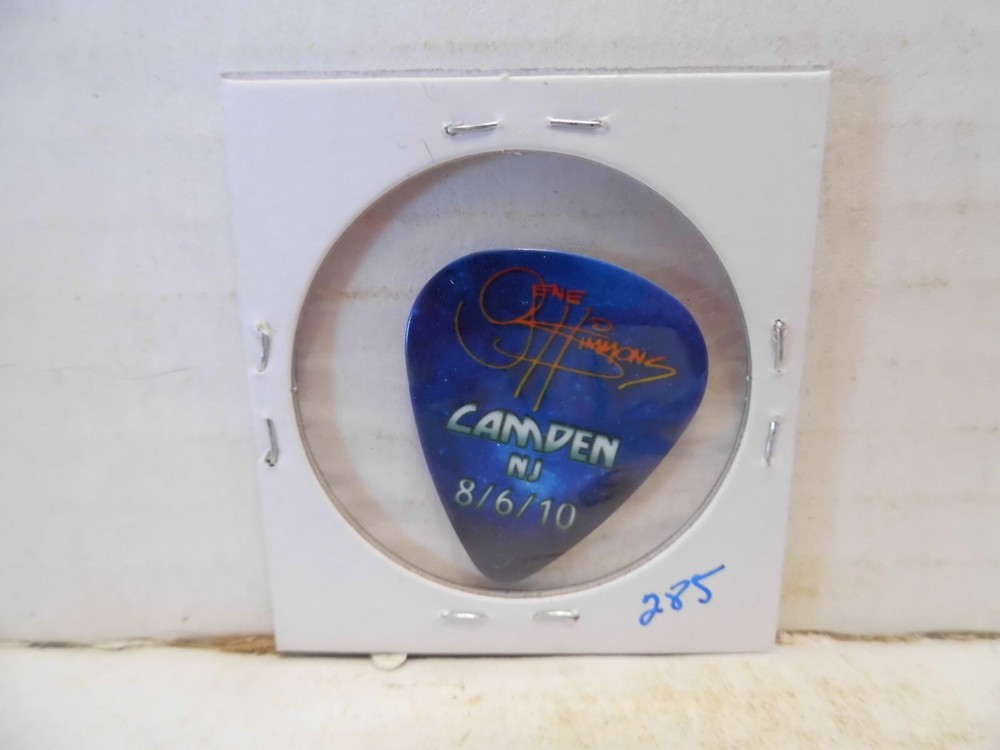 GENE
SIMMONS
CAMDEN
NJ
8/6/10
285